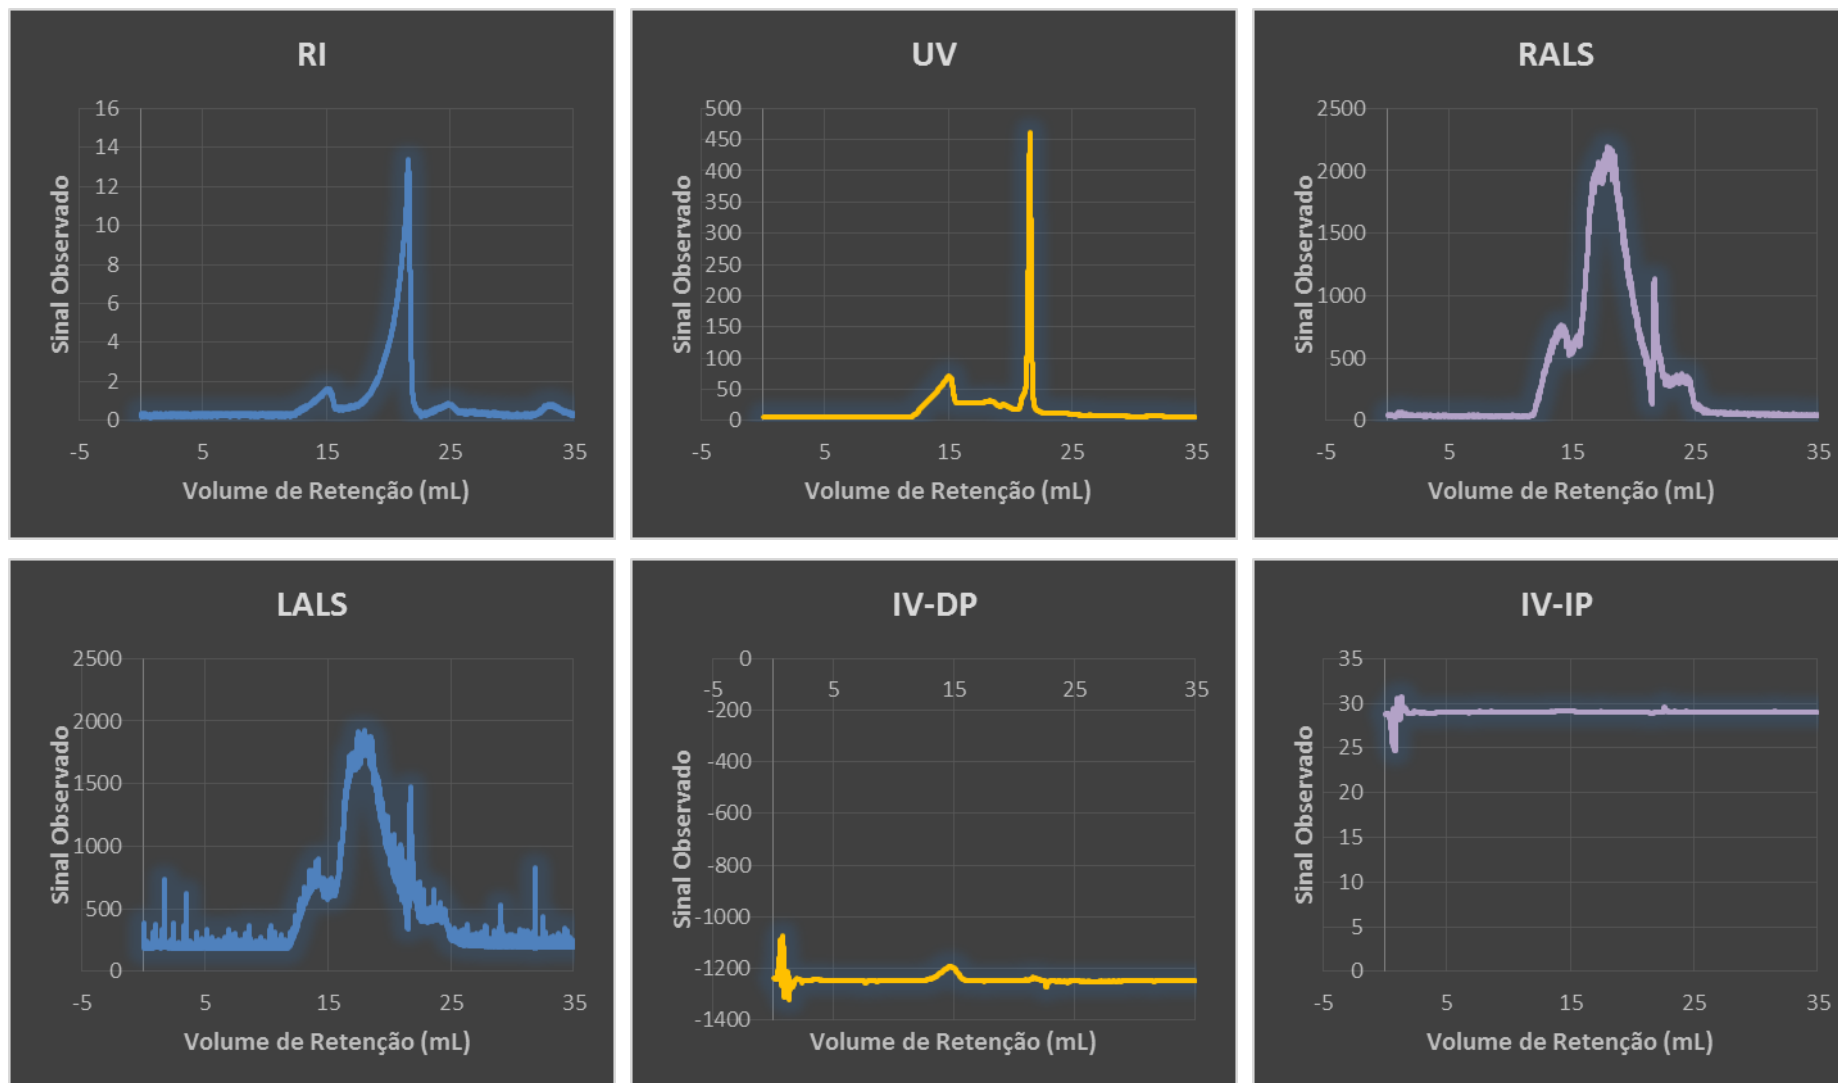 RI
16
14
12
10
8
6
4
2
0
-5 5 15 25 35
Sinal Observado
Volume de Retenção (mL)
UV
500
450
400
350
300
250
200
150
100
50
0
-5 5 15 25 35
Sinal Observado
Volume de Retenção (mL)
RALS
2500
2000
1500
1000
500
0
-5 5 15 25 35
Sinal Observado
Volume de Retenção (mL)
LALS
2500
2000
1500
1000
500
0
-5 5 15 25 35
Sinal Observado
Volume de Retenção (mL)
IV-DP
0
-5 5 15 25 35
-200
-400
-600
-800
-1000
-1200
-1400
Sinal Observado
Volume de Retenção (mL)
IV-IP
35
30
25
20
15
10
5
0
-5 5 15 25 35
Sinal Observado
Volume de Retenção (mL)